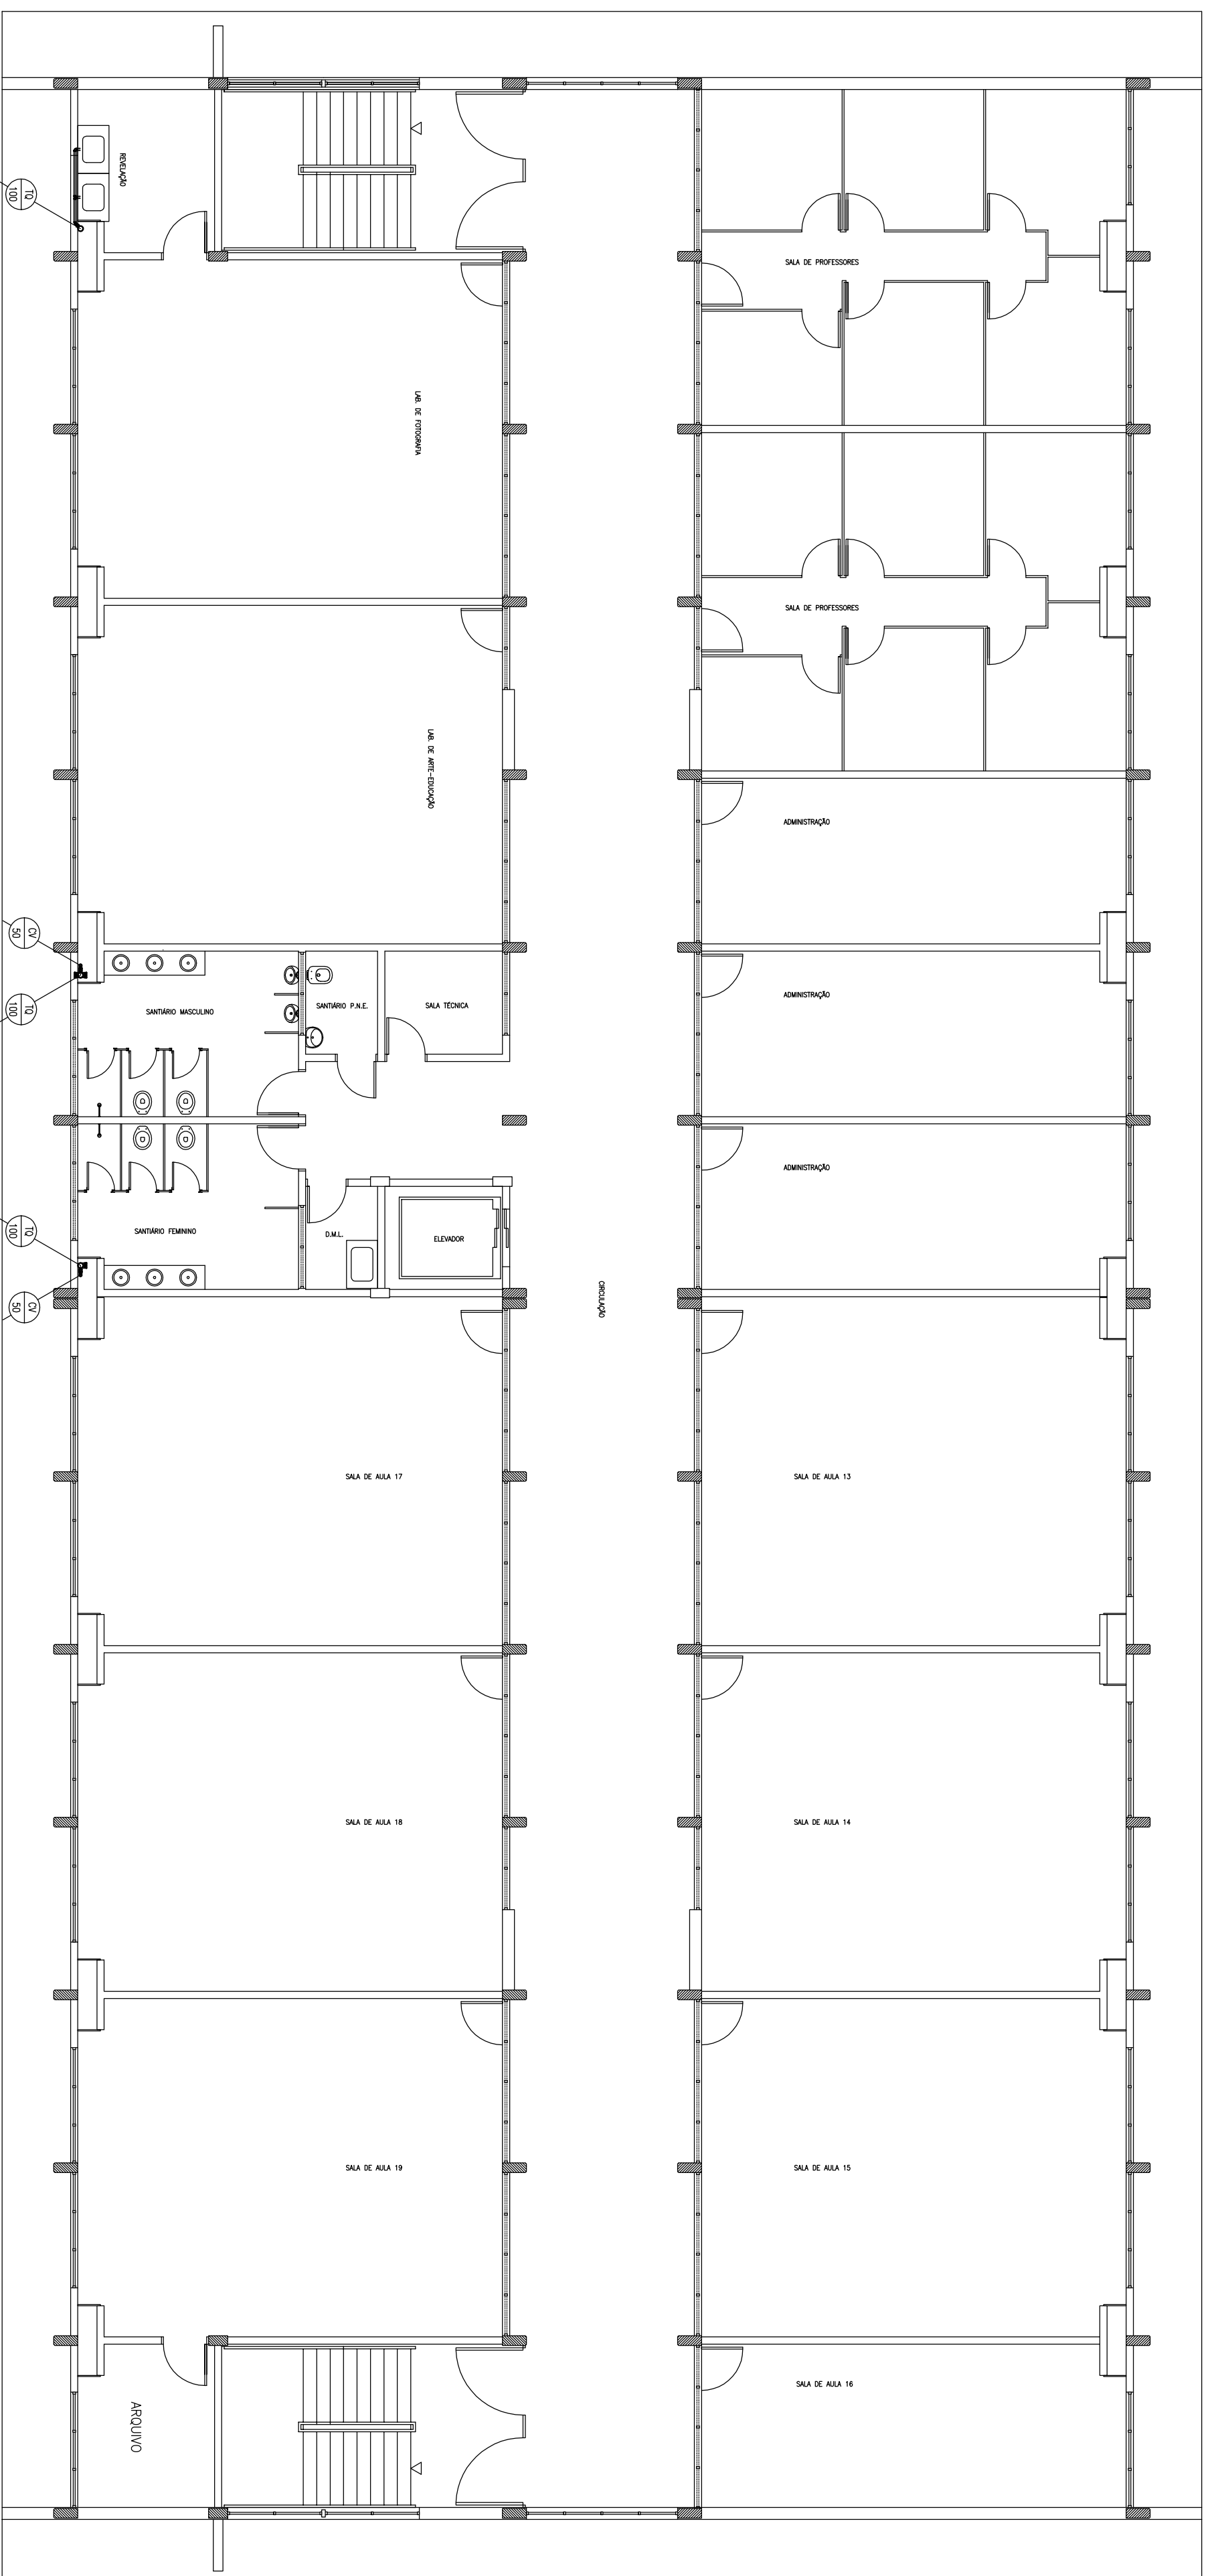 REVELAÇÃO
TQ
100
SALA DE PROFESSORES
LAB. DE FOTOGRAFIA
SALA DE PROFESSORES
LAB. DE ARTE-EDUCAÇÃO
ADMINISTRAÇÃO
CV
50
TQ
100
SANTIÁRIO MASCULINO
SANTIÁRIO P.N.E.
SALA TÉCNICA
ADMINISTRAÇÃO
ADMINISTRAÇÃO
TQ
100
SANTIÁRIO FEMININO
D.M.L.
ELEVADOR
CV
50
CIRCULAÇÃO
SALA DE AULA 17
SALA DE AULA 13
SALA DE AULA 18
SALA DE AULA 14
SALA DE AULA 19
SALA DE AULA 15
SALA DE AULA 16
ARQUIVO